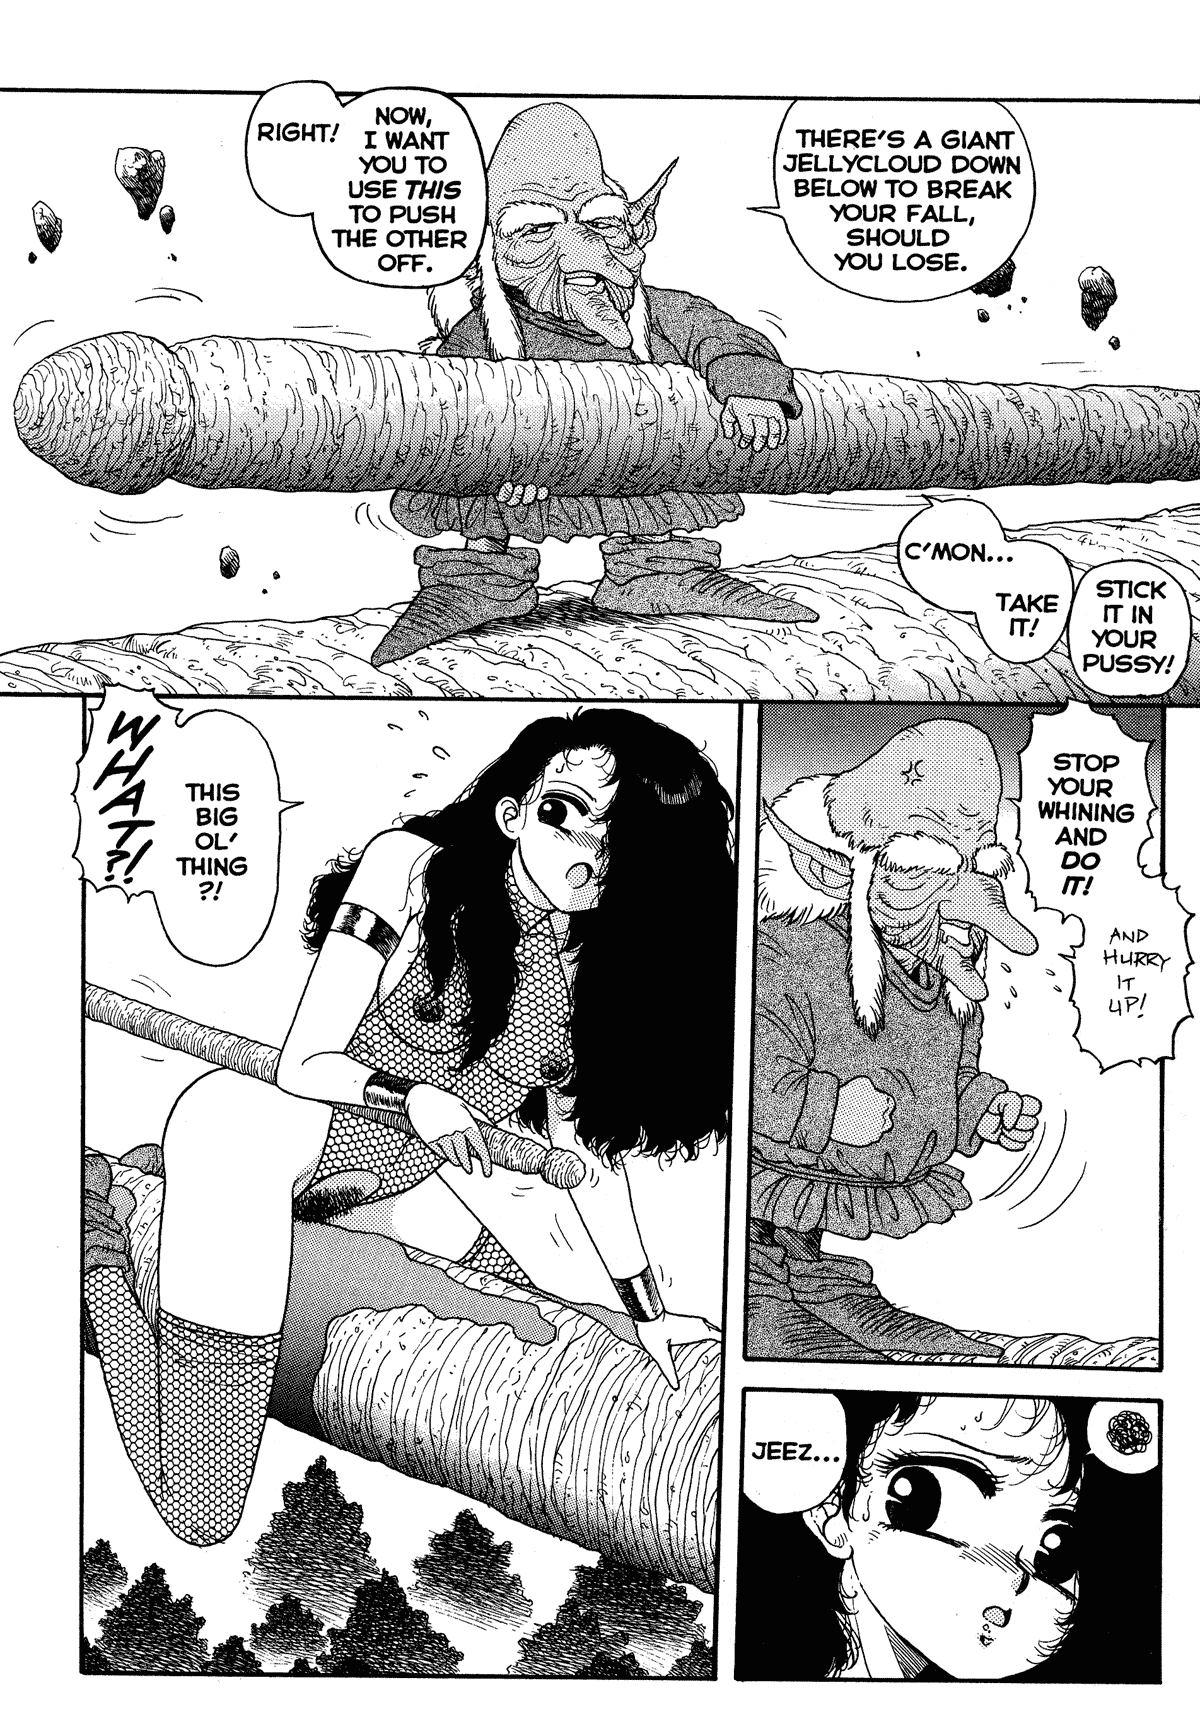 THERE'S A GIANT
JELLYCLOUD DOWN
BELOW TO BREAK
YOUR FALL,
SHOULD
YOU LOSE.
NOW,
I WANT
YOU TO
USE THIS
TO PUSH
THE OTHER
OFF.
RIGHT!
C'MON...
TAKE
IT!
STICK
IT IN
YOUR
PUSSY!
WHAT?!
THIS
BIG
OL'
THING
?!
STOP
YOUR
WHINING
AND
DO
IT!
AND
HURRY
IT
UP!
JEEZ...